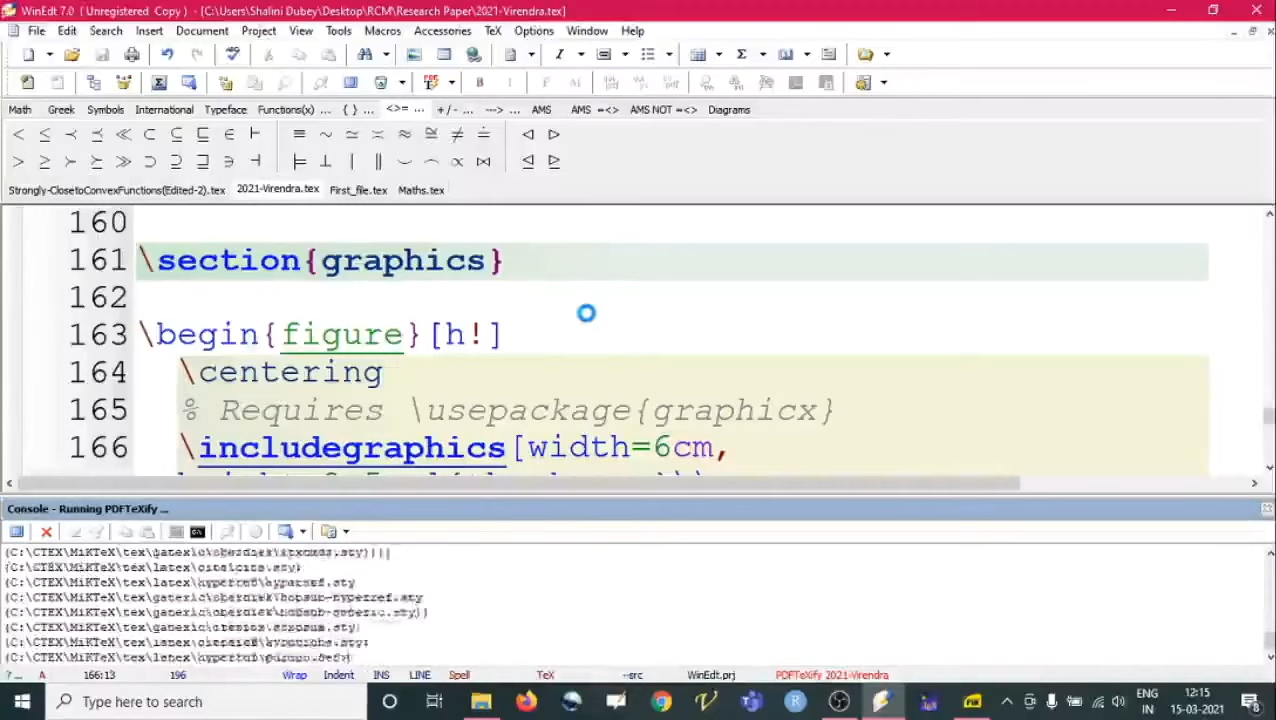 WinEdt 7.0 ( Unregistered Copy ) - [C:\Users\Shalini Dubey\Desktop\RCM\Research Paper\2021-Virendra.tex]
File Edit Search Insert Document Project View Tools Macros Accessories TeX Options Window Help
Math Greek Symbols International Typeface Functions(x) ... { } ... <>= ... +/- ... ---> ... AMS AMS =<> AMS NOT =<> Diagrams
Strongly-ClosetoConvexFunctions(Edited-2).tex 2021-Virendra.tex First_file.tex Maths.tex
160
161 \section{graphics}
162
163 \begin{figure}[h!]
164 \centering
165 % Requires \usepackage{graphicx}
166 \includegraphics[width=6cm,
Console - Running PDFTeXify ...
?... A 166:13 196 Wrap Indent INS LINE Spell TeX --src WinEdt.prj PDFTeXify 2021-Virendra
Type here to search
ENG 12:15
IN 15-03-2021